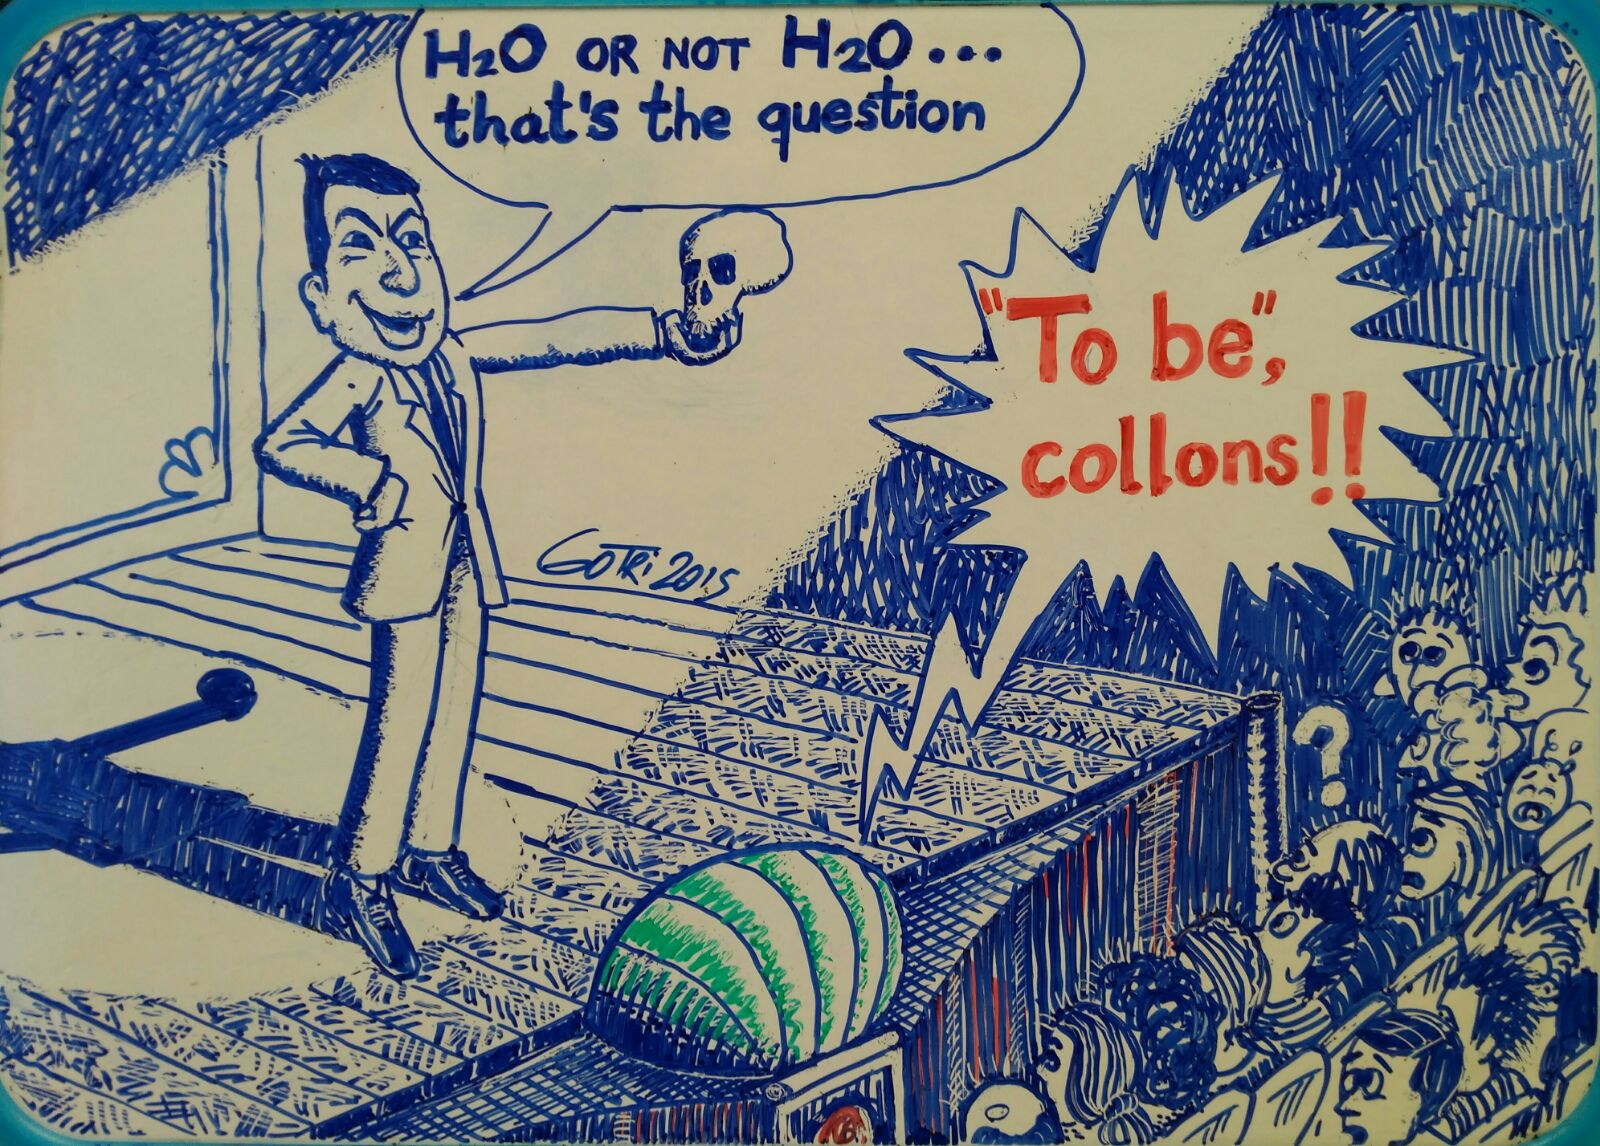 H2O OR NOT H2O...
that's the question
"To be",
collons!!
GOTRI 2015
?